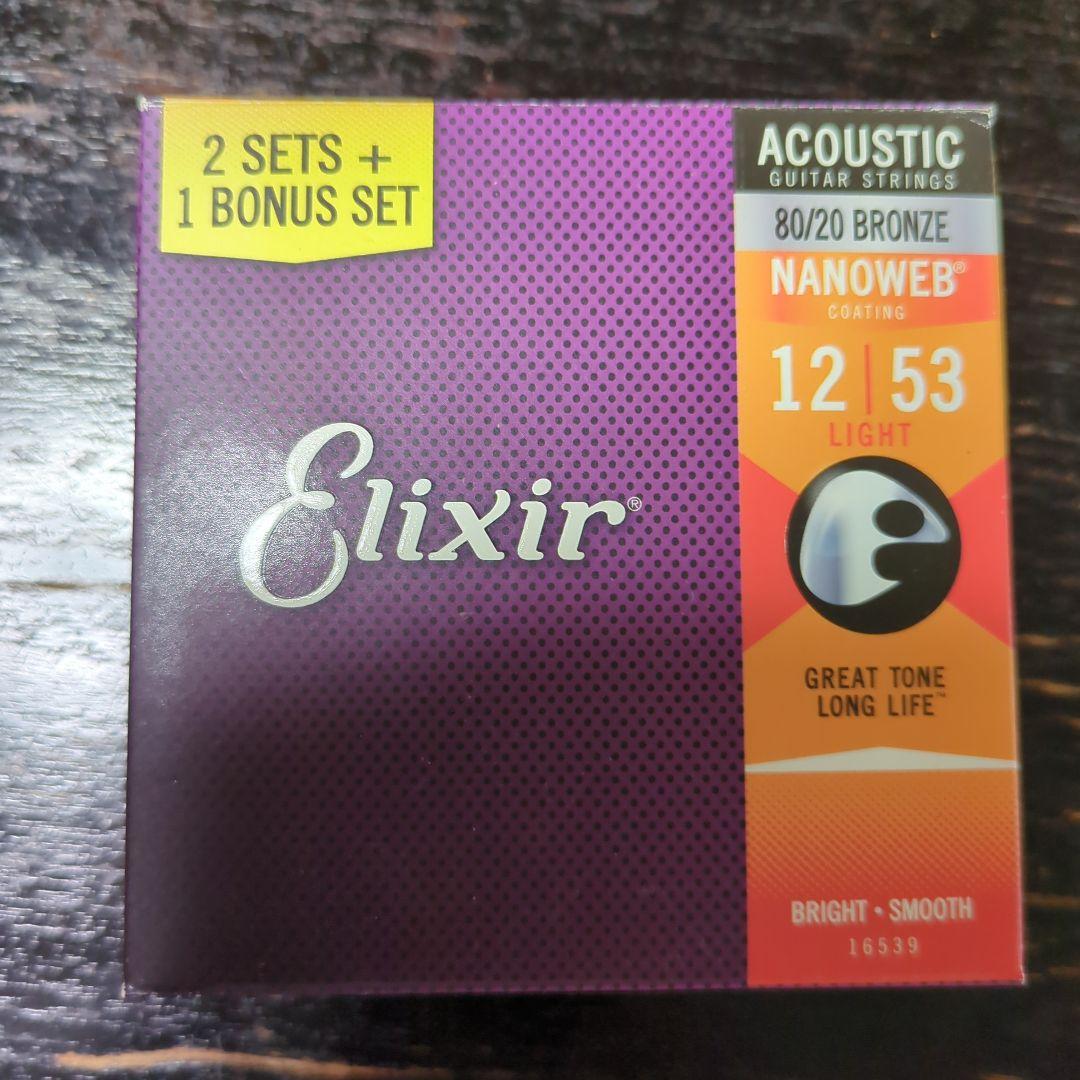 2 SETS +
1 BONUS SET
Elixir®
ACOUSTIC
GUITAR STRINGS
80/20 BRONZE
NANOWEB®
COATING
12 | 53
LIGHT
GREAT TONE
LONG LIFE™
BRIGHT • SMOOTH
16539